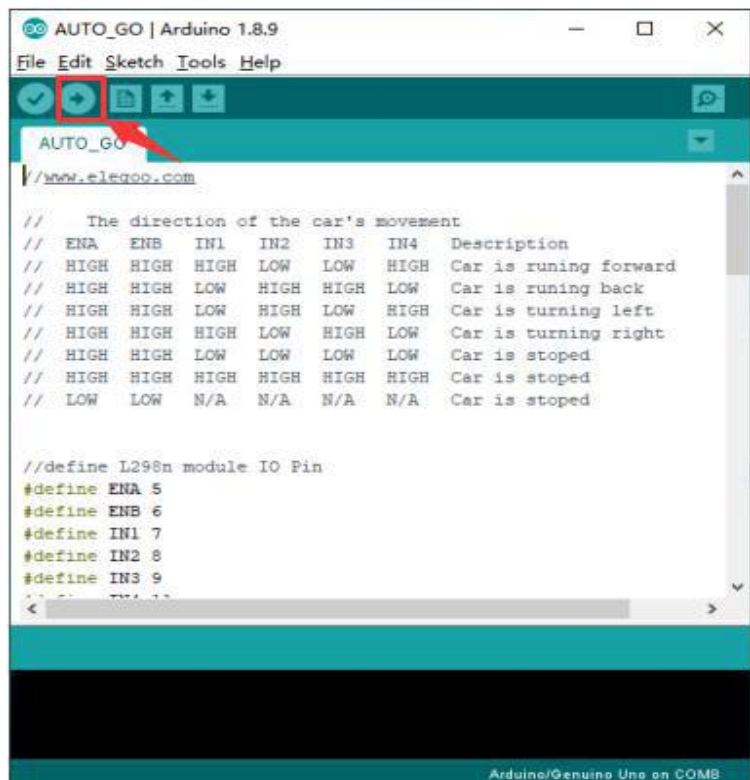 AUTO_GO | Arduino 1.8.9
File Edit Sketch Tools Help
AUTO_GO
//www.elegoo.com
// The direction of the car's movement
// ENA ENB IN1 IN2 IN3 IN4 Description
// HIGH HIGH HIGH LOW LOW HIGH Car is runing forward
// HIGH HIGH LOW HIGH HIGH LOW Car is runing back
// HIGH HIGH LOW HIGH LOW HIGH Car is turning left
// HIGH HIGH HIGH LOW HIGH LOW Car is turning right
// HIGH HIGH LOW LOW LOW LOW Car is stoped
// HIGH HIGH HIGH HIGH HIGH HIGH Car is stoped
// LOW LOW N/A N/A N/A N/A Car is stoped
//define L298n module IO Pin
#define ENA 5
#define ENB 6
#define IN1 7
#define IN2 8
#define IN3 9
Arduino/Genuino Uno on COM8